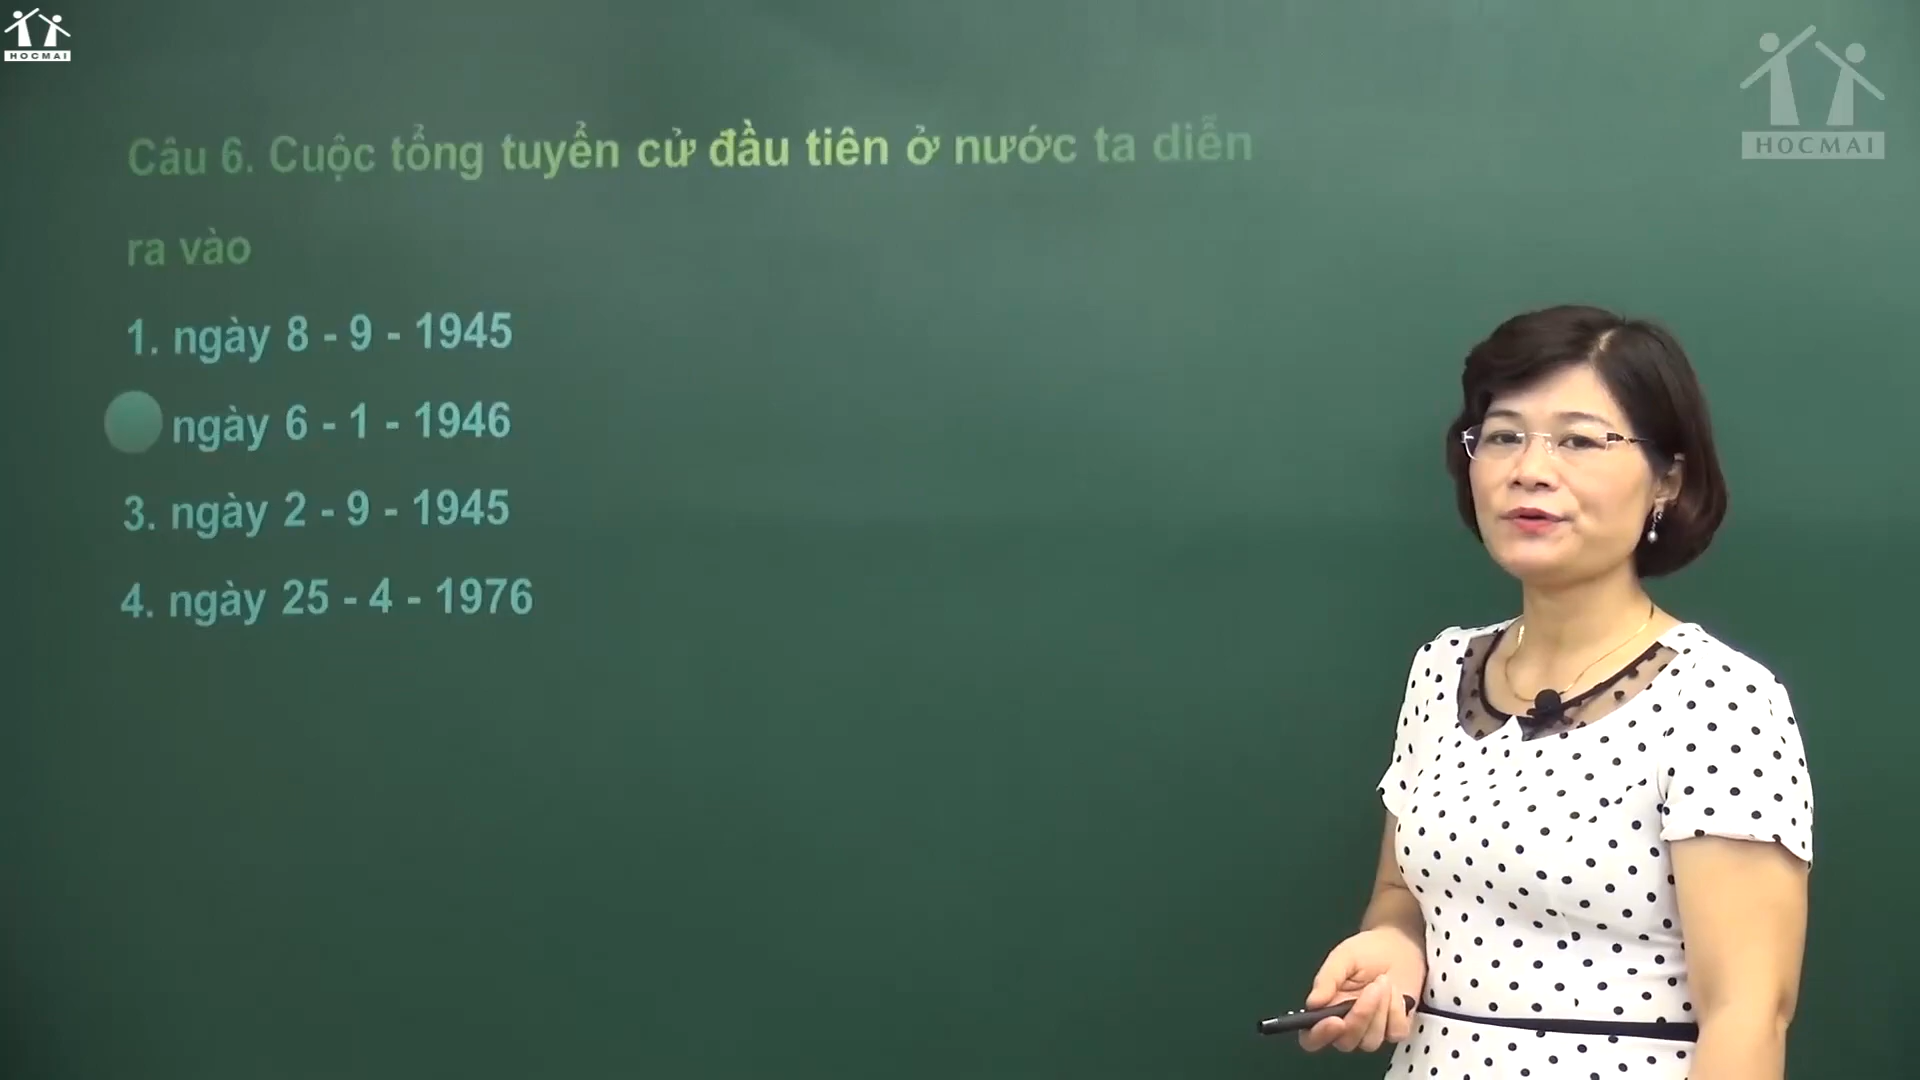 HOCMAI
HOCMAI
Câu 6. Cuộc tổng tuyển cử đầu tiên ở nước ta diễn
ra vào
1. ngày 8 - 9 - 1945
ngày 6 - 1 - 1946
3. ngày 2 - 9 - 1945
4. ngày 25 - 4 - 1976